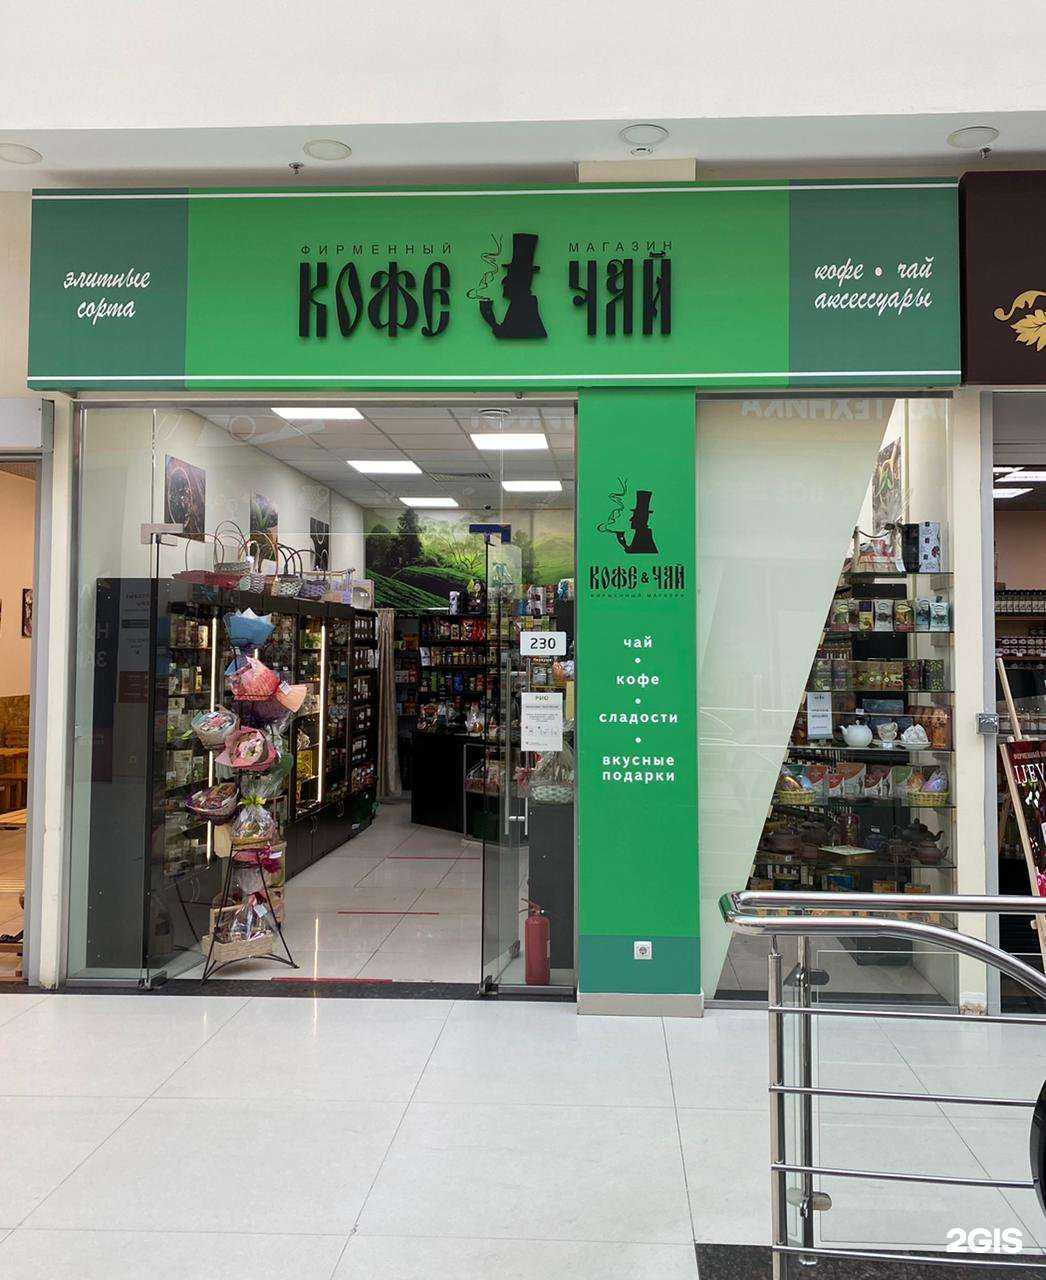 ФИРМЕННЫЙ МАГАЗИН
КОФЕ ЧАЙ
элитные
сорта
кофе • чай
аксессуары
КОФЕ & ЧАЙ
ФИРМЕННЫЙ МАГАЗИН
чай
•
кофе
•
сладости
•
вкусные
подарки
230
РИО
2GIS